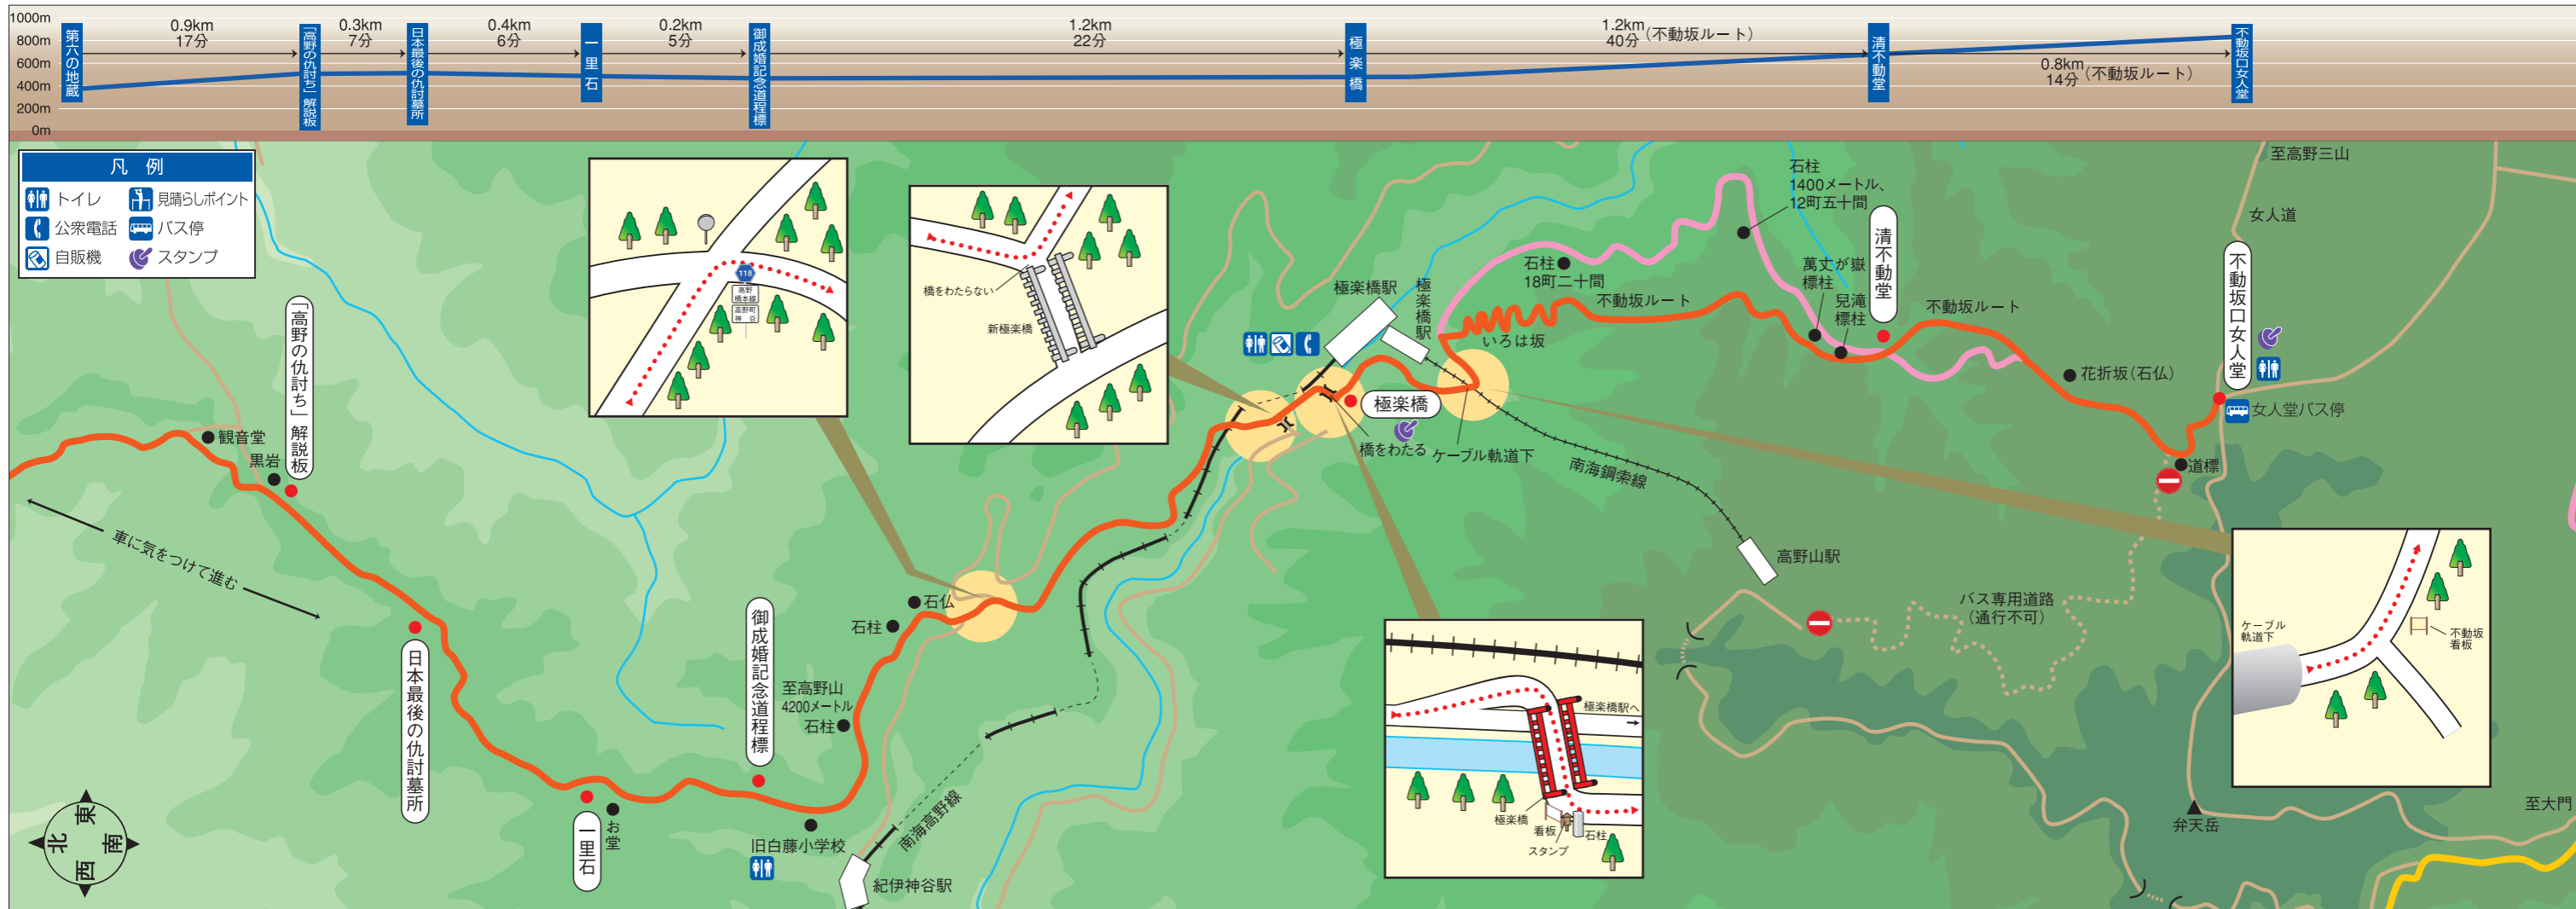 1000m
800m
600m
400m
200m
0m
第六の地蔵
0.9km
17分
「高野の仇討ち」解説板
0.3km
7分
日本最後の仇討墓所
0.4km
6分
一里石
0.2km
5分
御成婚記念道程標
1.2km
22分
極楽橋
1.2km
40分(不動坂ルート)
清不動堂
0.8km
14分(不動坂ルート)
不動坂口女人堂
凡 例
トイレ
見晴らしポイント
公衆電話
バス停
自販機
スタンプ
観音堂
黒岩
「高野の仇討ち」解説板
車に気をつけて進む
日本最後の仇討墓所
一里石
お堂
御成婚記念道程標
旧白藤小学校
至高野山
4200メートル
石柱
石柱
石仏
紀伊神谷駅
南海高野線
118
高野
橋本線
高野町
神谷
橋をわたらない
新極楽橋
極楽橋駅
極楽橋駅
極楽橋
橋をわたる
ケーブル軌道下
いろは坂
南海鋼索線
高野山駅
石柱
18町二十間
不動坂ルート
石柱
1400メートル、
12町五十間
萬丈が嶽
標柱
兒滝
標柱
清不動堂
不動坂ルート
花折坂(石仏)
道標
不動坂口女人堂
女人堂バス停
女人道
至高野三山
バス専用道路
(通行不可)
極楽橋駅へ
極楽橋
看板
スタンプ
石柱
ケーブル
軌道下
不動坂
看板
弁天岳
至大門
東
北
南
西